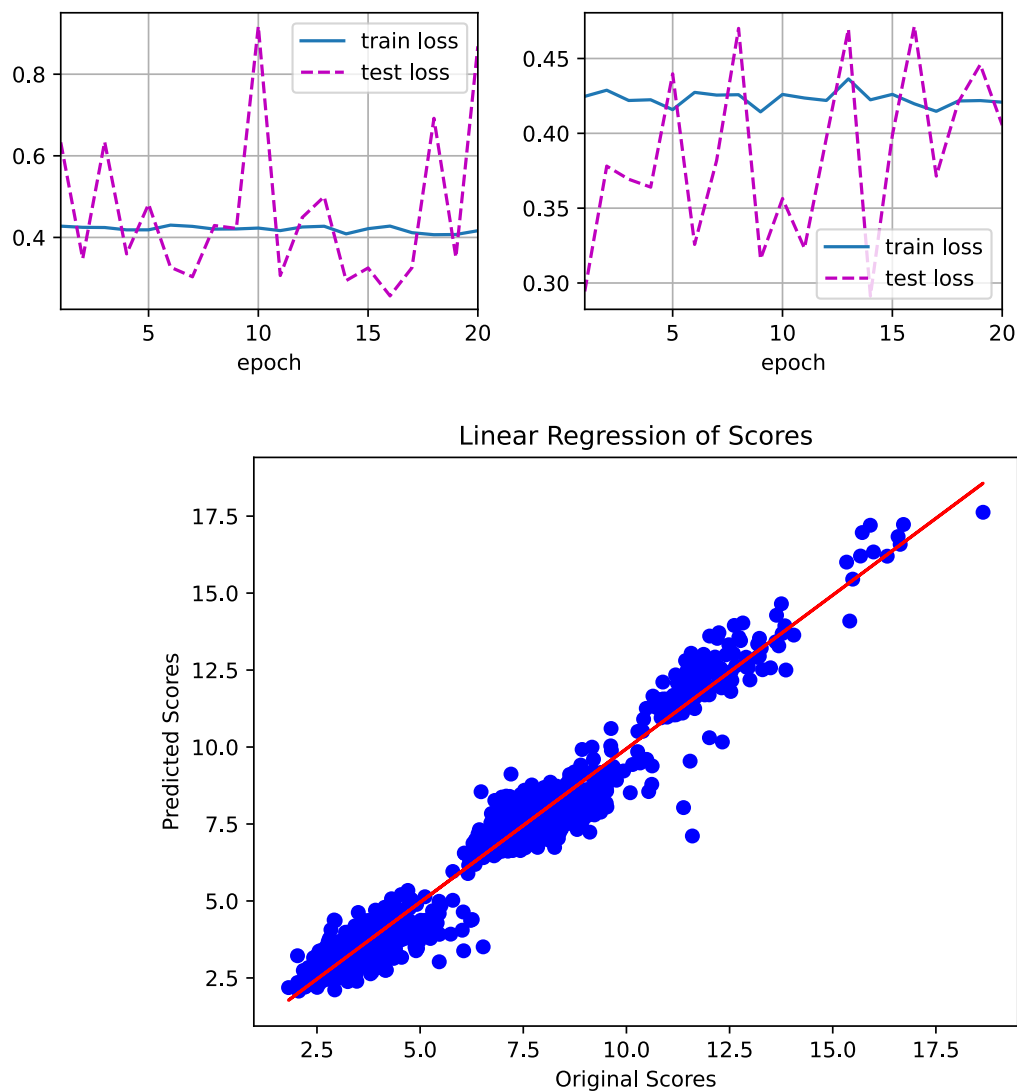 train loss
test loss
0.8
0.6
0.4
5 10 15 20
epoch
0.45
0.40
0.35
0.30
train loss
test loss
5 10 15 20
epoch
Linear Regression of Scores
17.5
15.0
12.5
10.0
7.5
5.0
2.5
Predicted Scores
2.5 5.0 7.5 10.0 12.5 15.0 17.5
Original Scores